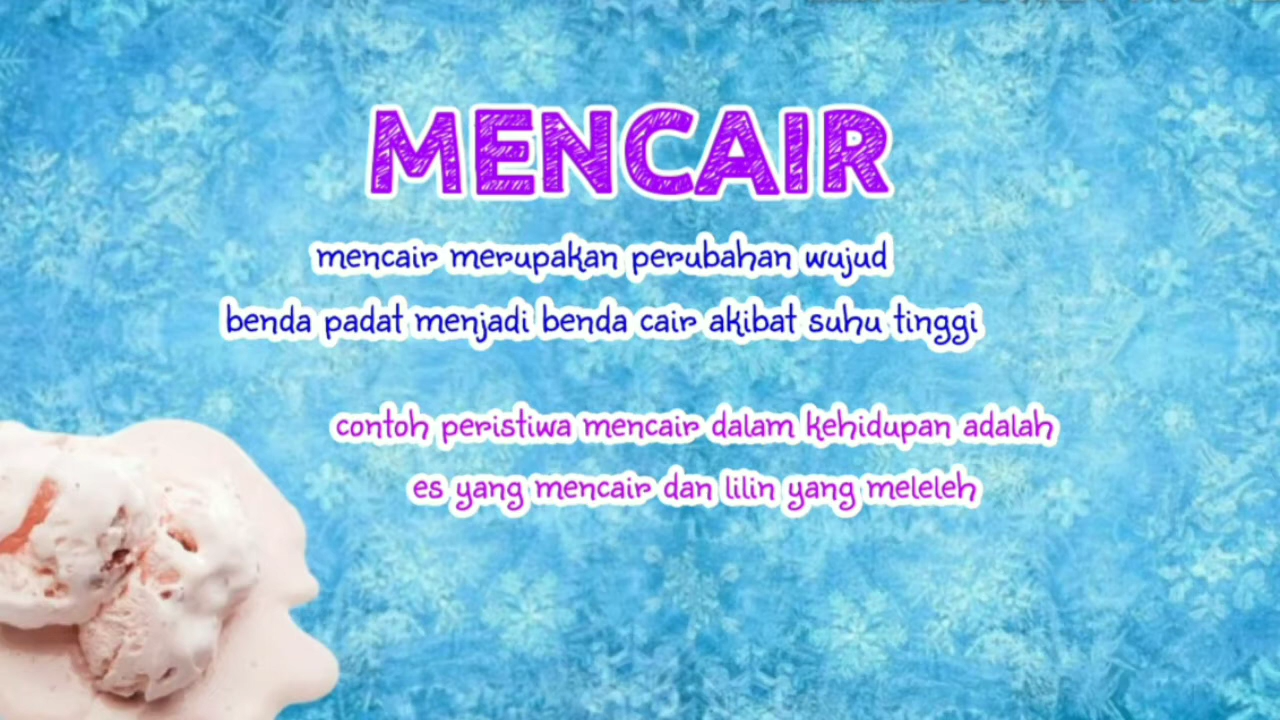 MENCAIR
mencair merupakan perubahan wujud
benda padat menjadi benda cair akibat suhu tinggi
contoh peristiwa mencair dalam kehidupan adalah
es yang mencair dan lilin yang meleleh